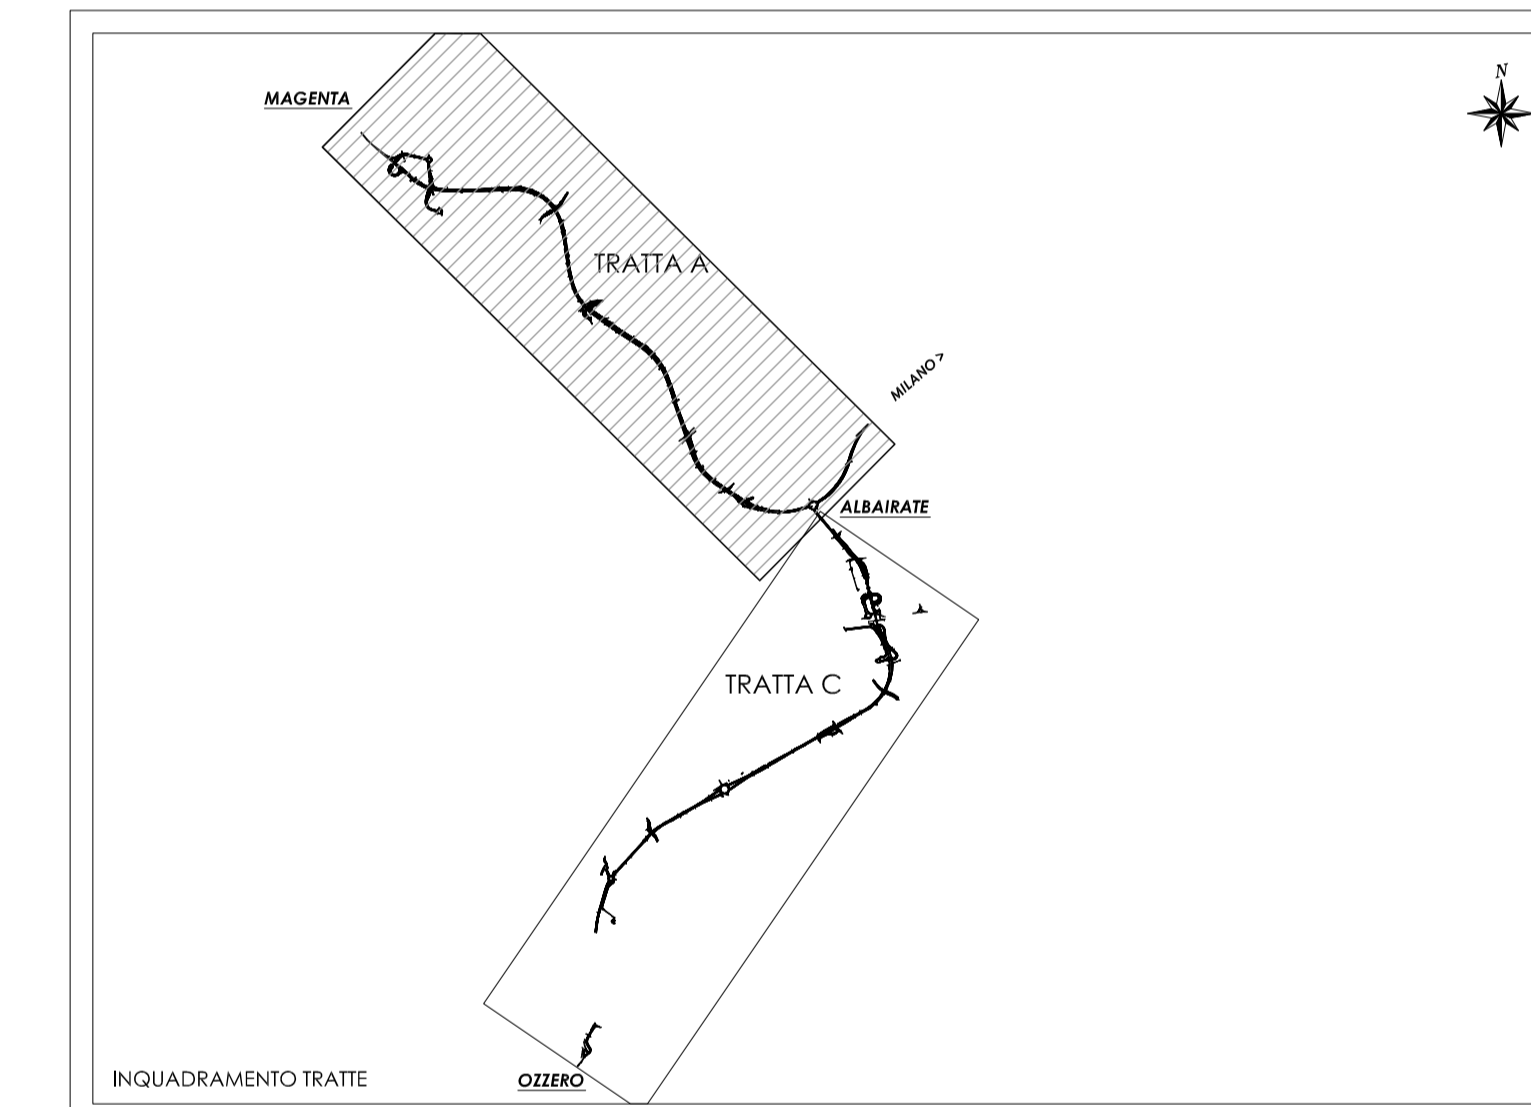 N
MAGENTA
TRATTA A
MILANO >
ALBAIRATE
TRATTA C
INQUADRAMENTO TRATTE
OZZERO